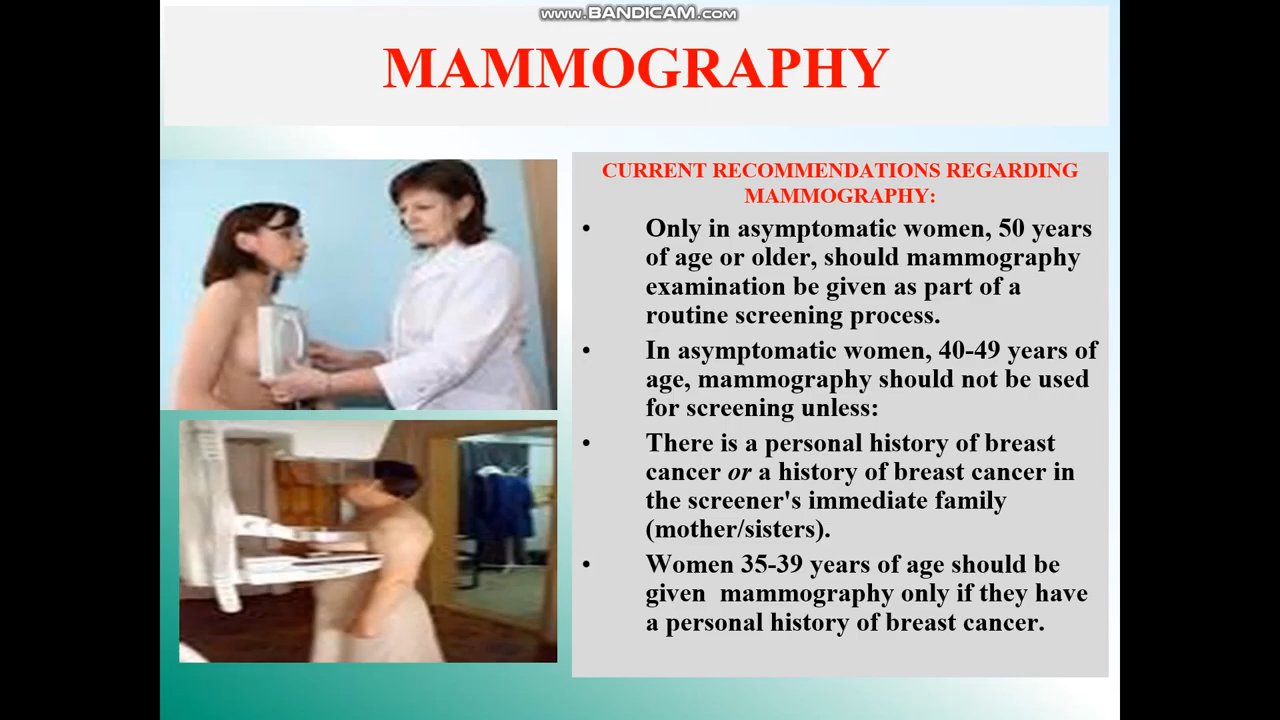 www.BANDICAM.com
MAMMOGRAPHY
CURRENT RECOMMENDATIONS REGARDING
MAMMOGRAPHY:
• Only in asymptomatic women, 50 years
of age or older, should mammography
examination be given as part of a
routine screening process.
• In asymptomatic women, 40-49 years of
age, mammography should not be used
for screening unless:
• There is a personal history of breast
cancer or a history of breast cancer in
the screener's immediate family
(mother/sisters).
• Women 35-39 years of age should be
given mammography only if they have
a personal history of breast cancer.